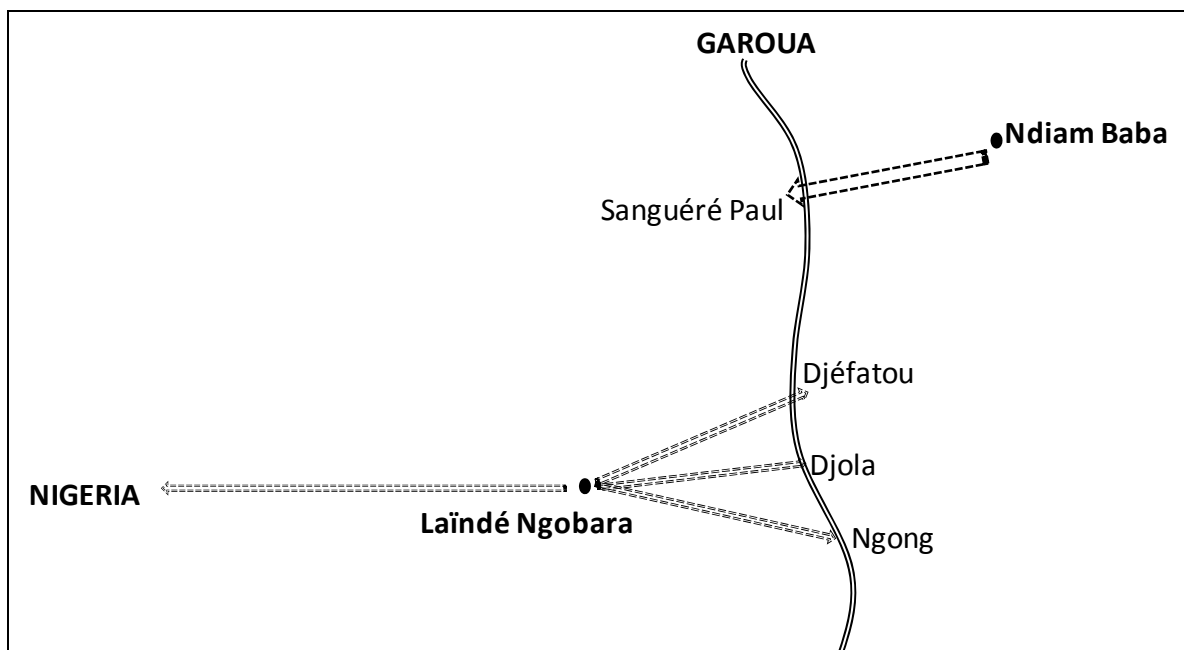 GAROUA
Ndiam Baba
Sanguéré Paul
Djéfatou
Djola
NIGERIA
Laïndé Ngobara
Ngong